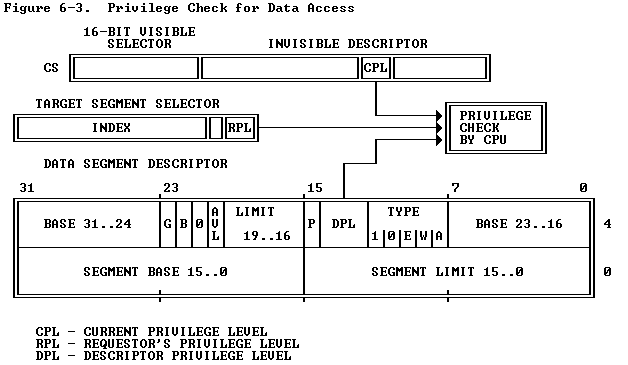 Figure 6-3.  Privilege Check for Data Access
16-BIT VISIBLE
SELECTOR
INVISIBLE DESCRIPTOR
CS
CPL
TARGET SEGMENT SELECTOR
INDEX
RPL
PRIVILEGE
CHECK
BY CPU
DATA SEGMENT DESCRIPTOR
31 23 15 7 0
BASE 31..24
G
B
0
AVL
LIMIT
19..16
P
DPL
TYPE
1 0 E W A
BASE 23..16
4
SEGMENT BASE 15..0
SEGMENT LIMIT 15..0
0
CPL - CURRENT PRIVILEGE LEVEL
RPL - REQUESTOR'S PRIVILEGE LEVEL
DPL - DESCRIPTOR PRIVILEGE LEVEL